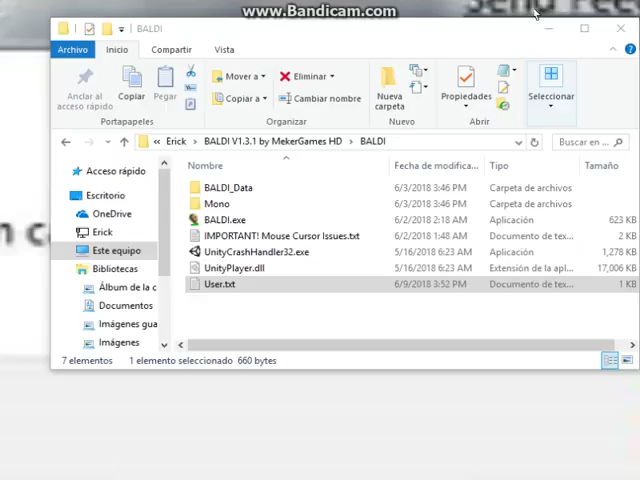 www.Bandicam.com
BALDI
Archivo Inicio Compartir Vista
Anclar al acceso rápido
Copiar
Pegar
Mover a
Copiar a
Eliminar
Cambiar nombre
Nueva carpeta
Propiedades
Seleccionar
Portapapeles Organizar Nuevo Abrir
Erick BALDI V1.3.1 by MekerGames HD BALDI
Buscar en ...
Nombre Fecha de modifica... Tipo Tamaño
BALDI_Data 6/3/2018 3:46 PM Carpeta de archivos
Mono 6/3/2018 3:46 PM Carpeta de archivos
BALDI.exe 6/2/2018 2:18 AM Aplicación 623 KB
IMPORTANT! Mouse Cursor Issues.txt 6/2/2018 1:48 AM Documento de tex... 2 KB
UnityCrashHandler32.exe 5/16/2018 6:23 AM Aplicación 1,278 KB
UnityPlayer.dll 5/16/2018 6:23 AM Extensión de la apl... 17,006 KB
User.txt 6/9/2018 3:52 PM Documento de tex... 1 KB
Acceso rápido
Escritorio
OneDrive
Erick
Este equipo
Bibliotecas
Álbum de la c
Documentos
Imágenes gua
Imágenes
7 elementos 1 elemento seleccionado 660 bytes